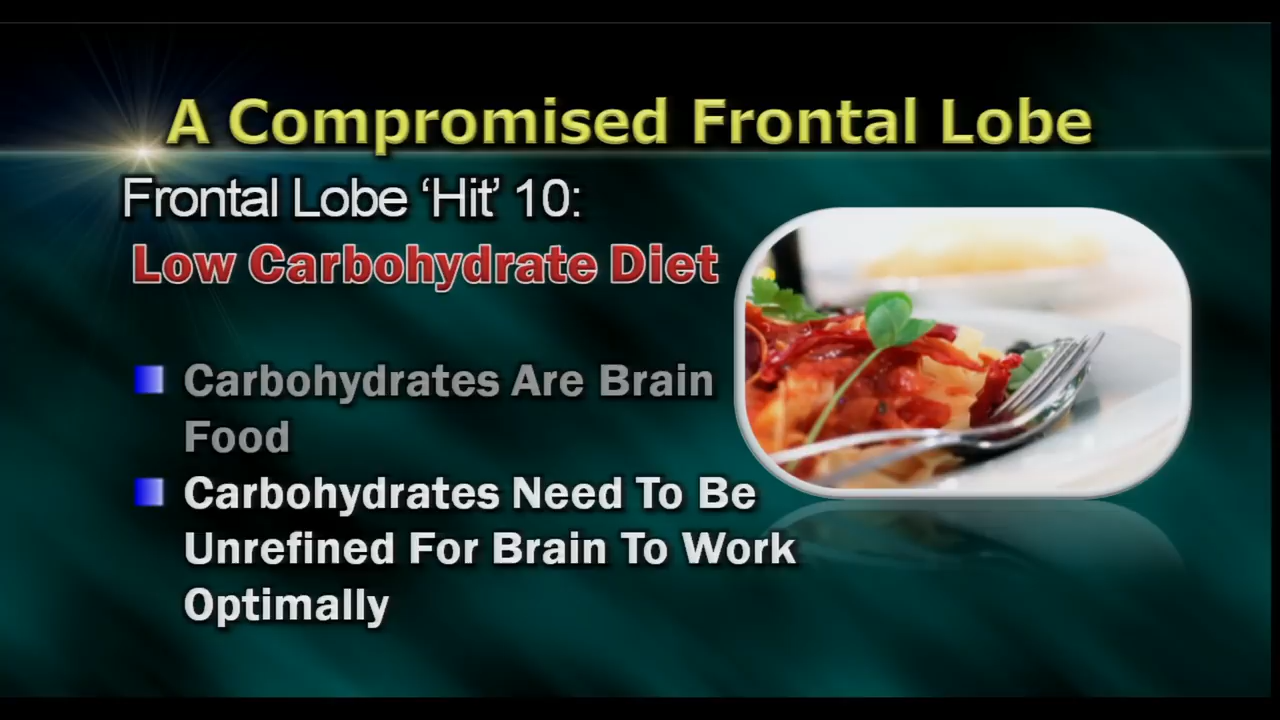 A Compromised Frontal Lobe
Frontal Lobe ‘Hit’ 10:
Low Carbohydrate Diet
Carbohydrates Are Brain
Food
Carbohydrates Need To Be
Unrefined For Brain To Work
Optimally